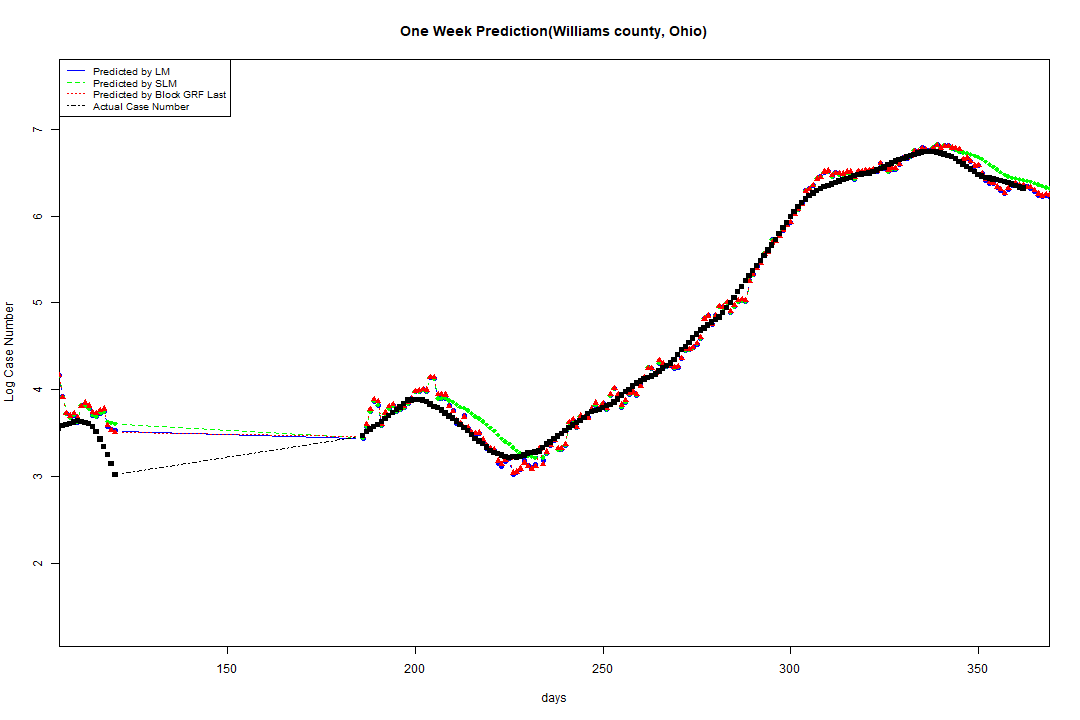 One Week Prediction(Williams county, Ohio)
Predicted by LM
Predicted by SLM
Predicted by Block GRF Last
Actual Case Number
7
6
5
4
3
2
Log Case Number
150
200
250
300
350
days